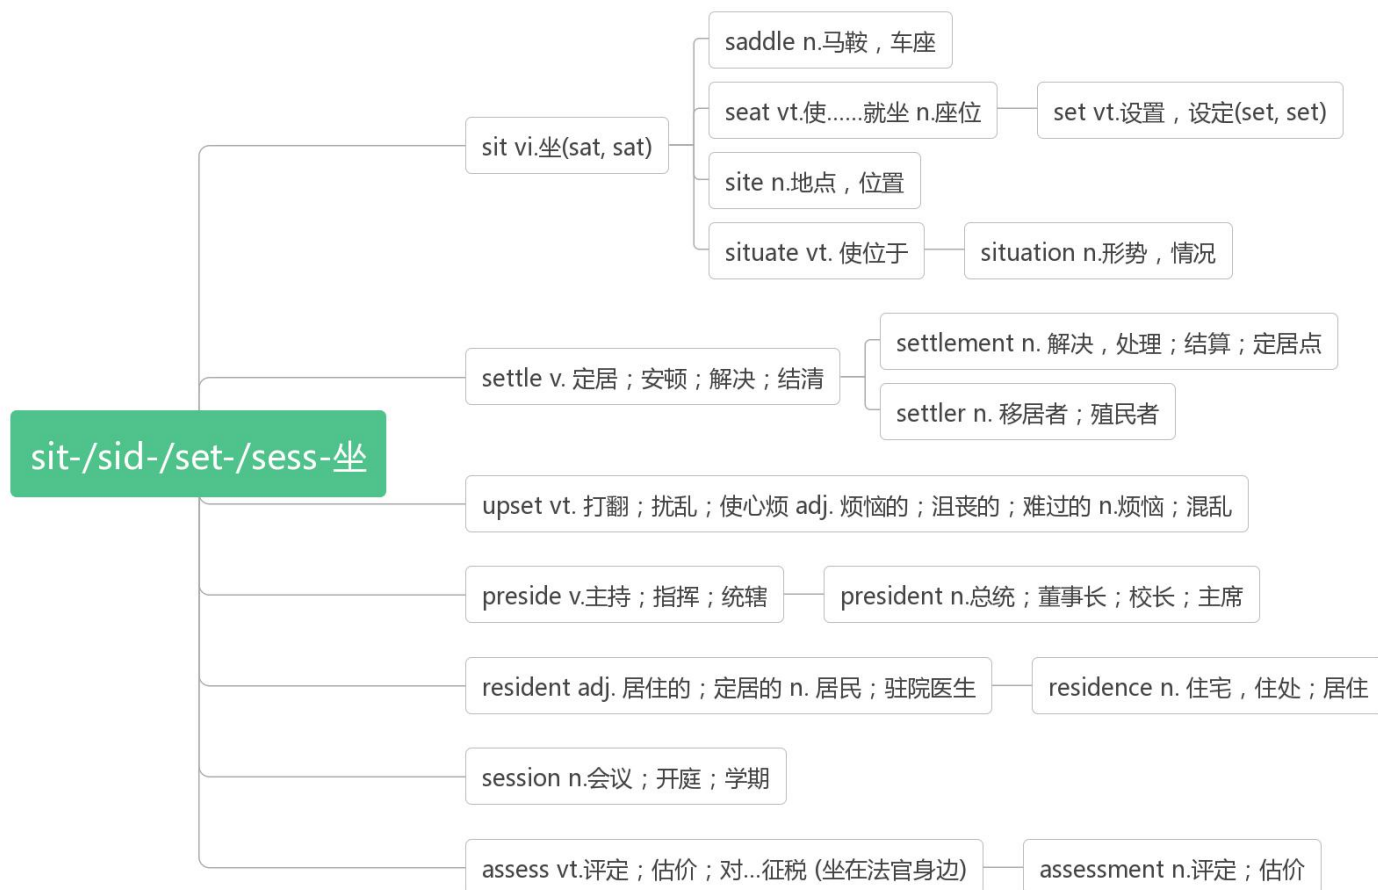 saddle n.马鞍，车座
seat vt.使……就坐 n.座位
set vt.设置，设定(set, set)
sit vi.坐(sat, sat)
site n.地点，位置
situate vt. 使位于
situation n.形势，情况
settlement n. 解决，处理；结算；定居点
settle v. 定居；安顿；解决；结清
settler n. 移居者；殖民者
sit-/sid-/set-/sess-坐
upset vt. 打翻；扰乱；使心烦 adj. 烦恼的；沮丧的；难过的 n.烦恼；混乱
preside v.主持；指挥；统辖
president n.总统；董事长；校长；主席
resident adj. 居住的；定居的 n. 居民；驻院医生
residence n. 住宅，住处；居住
session n.会议；开庭；学期
assess vt.评定；估价；对...征税 (坐在法官身边)
assessment n.评定；估价